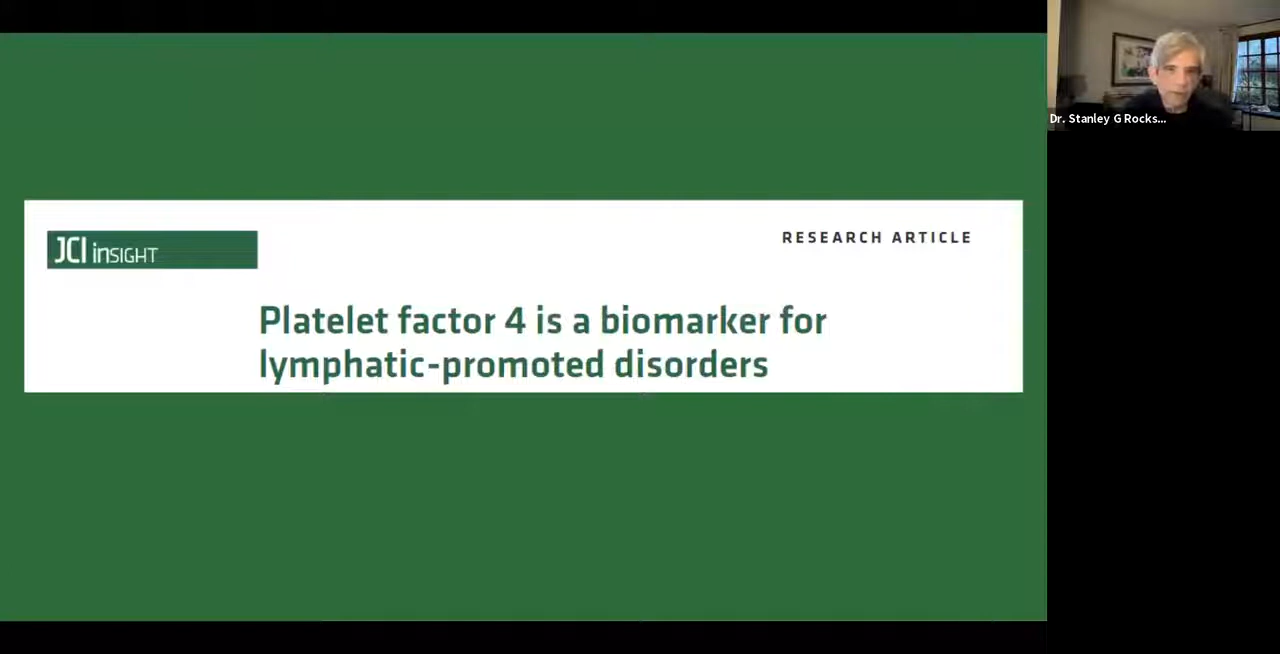 JCI inSIGHT
RESEARCH ARTICLE
Platelet factor 4 is a biomarker for
lymphatic-promoted disorders
Dr. Stanley G Rocks...